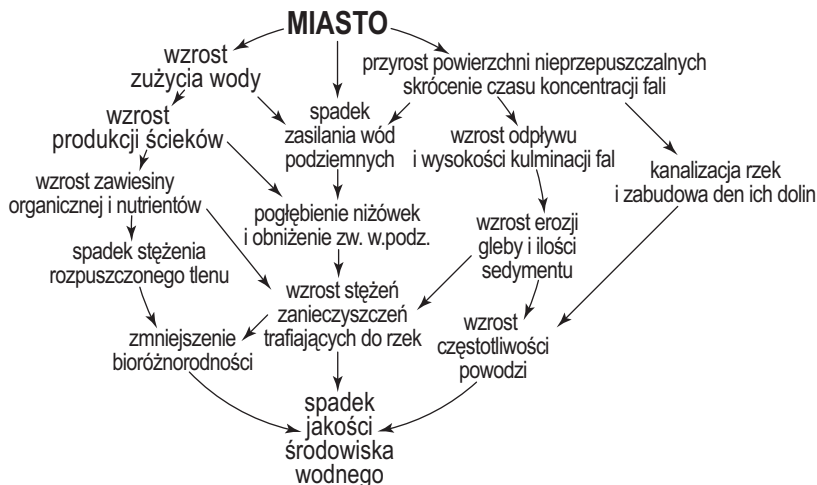 MIASTO
wzrost
zużycia wody
przyrost powierzchni nieprzepuszczalnych
skrócenie czasu koncentracji fali
wzrost
produkcji ścieków
spadek
zasilania wód
podziemnych
wzrost odpływu
i wysokości kulminacji fal
kanalizacja rzek
i zabudowa den ich dolin
wzrost zawiesiny
organicznej i nutrientów
pogłębienie niżówek
i obniżenie zw. w.podz.
wzrost erozji
gleby i ilości
sedymentu
spadek stężenia
rozpuszczonego tlenu
wzrost stężeń
zanieczyszczeń
trafiających do rzek
zmniejszenie
bioróżnorodności
wzrost
częstotliwości
powodzi
spadek
jakości
środowiska
wodnego